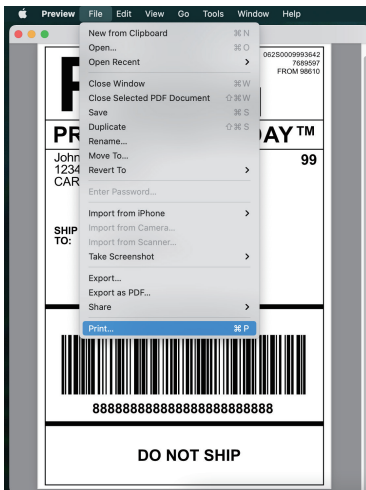 Preview File Edit View Go Tools Window Help
New from Clipboard ⌘ N
Open... ⌘ O
Open Recent >
Close Window ⌘ W
Close Selected PDF Document ⇧ ⌘ W
Save ⌘ S
Duplicate ⇧ ⌘ S
Rename...
Move To...
Revert To >
Enter Password...
Import from iPhone >
Import from Camera...
Import from Scanner...
Take Screenshot >
Export...
Export as PDF...
Share >
Print... ⌘ P
062S0009993642
7689597
FROM 98610
PR
AY™
John
1234
CAR
99
SHIP
TO:
88888888888888888888888888
DO NOT SHIP